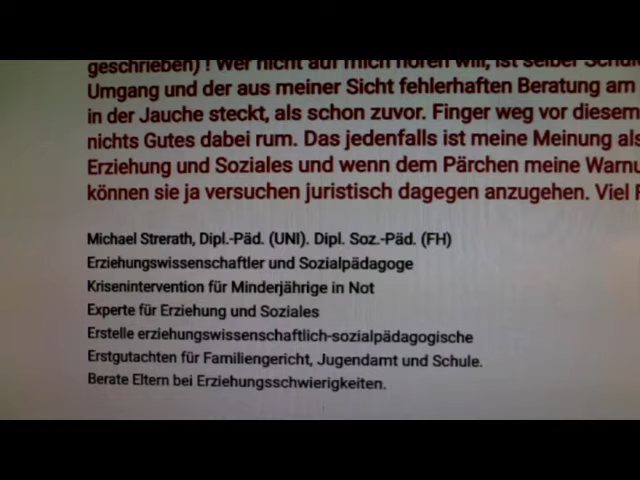 geschrieben) ! Wer nicht auf mich hören will, ist selber
Umgang und der aus meiner Sicht fehlerhaften Beratung am
in der Jauche steckt, als schon zuvor. Finger weg vor diesem
nichts Gutes dabei rum. Das jedenfalls ist meine Meinung als
Erziehung und Soziales und wenn dem Pärchen meine
können sie ja versuchen juristisch dagegen anzugehen. Viel
Michael Strerath, Dipl.-Päd. (UNI). Dipl. Soz.-Päd. (FH)
Erziehungswissenschaftler und Sozialpädagoge
Krisenintervention für Minderjährige in Not
Experte für Erziehung und Soziales
Erstelle erziehungswissenschaftlich-sozialpädagogische
Erstgutachten für Familiengericht, Jugendamt und Schule.
Berate Eltern bei Erziehungsschwierigkeiten.